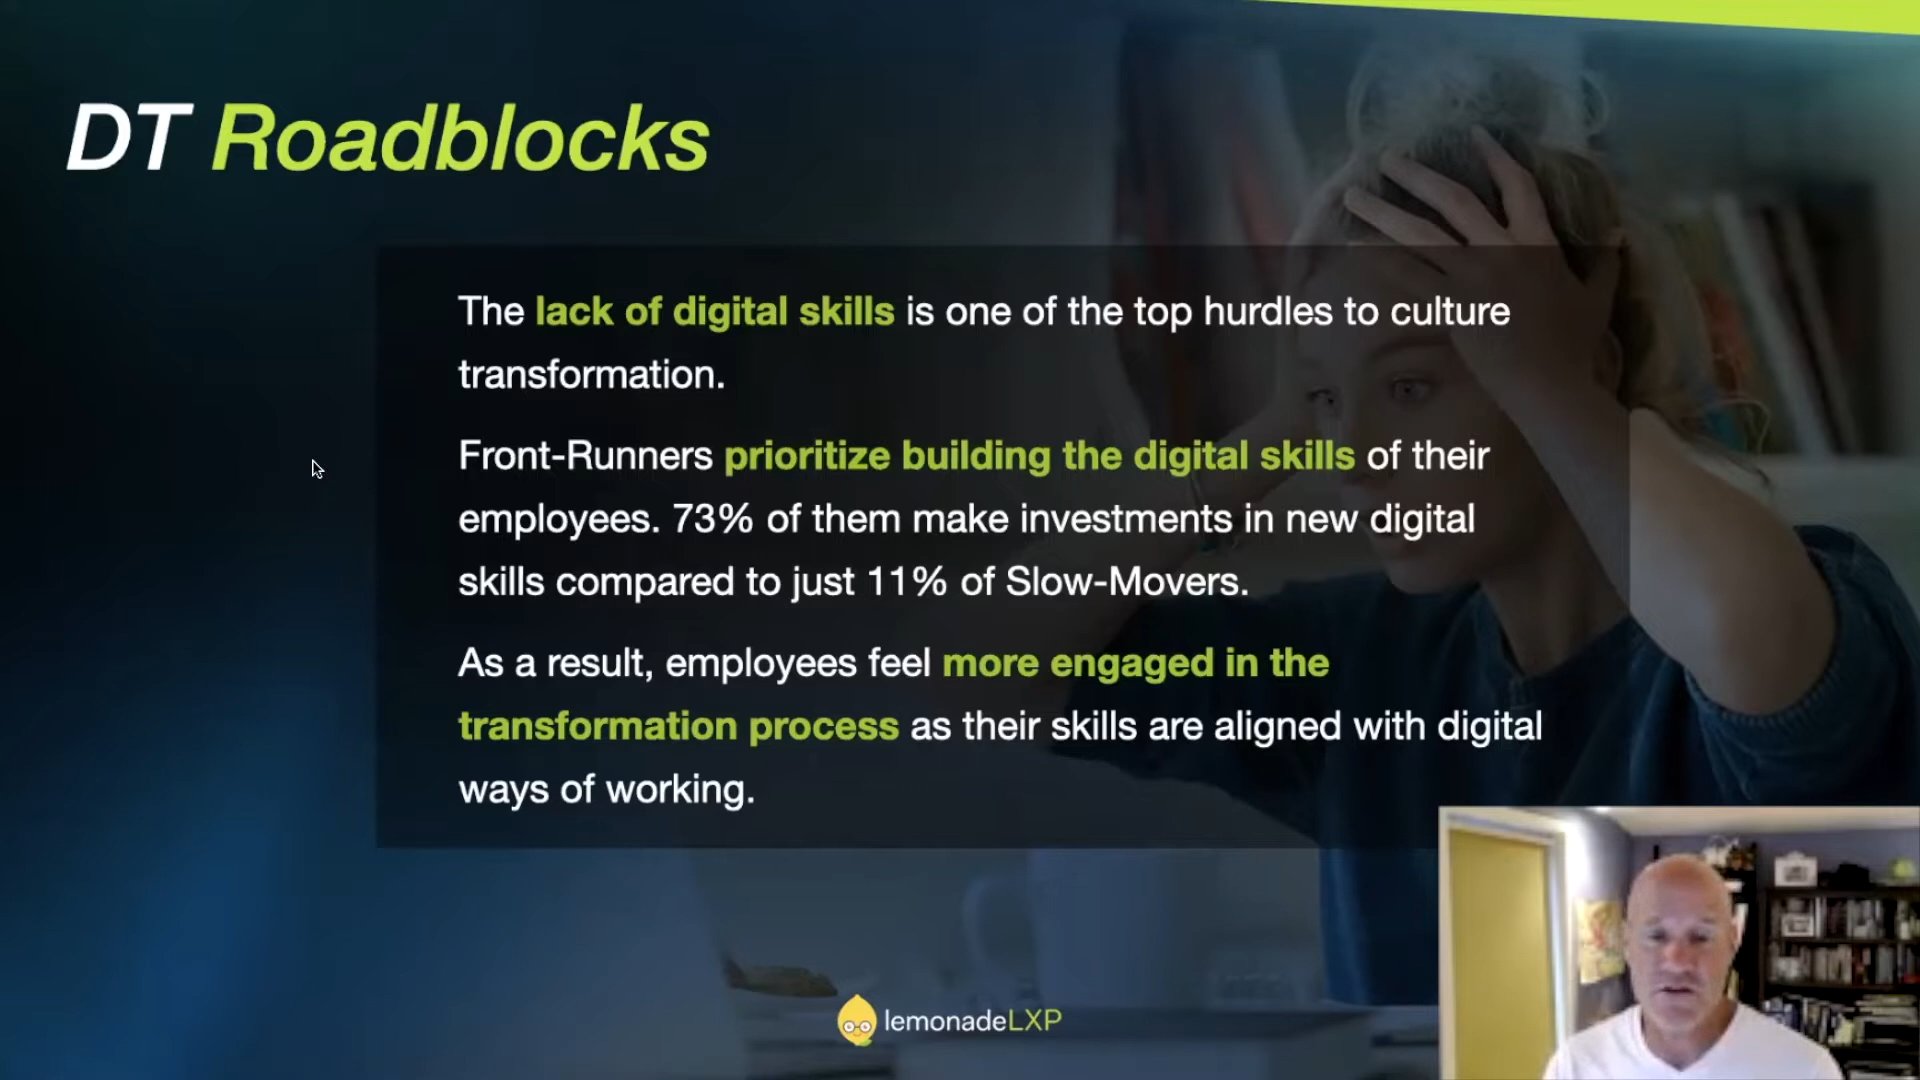 DT Roadblocks
The lack of digital skills is one of the top hurdles to culture
transformation.
Front-Runners prioritize building the digital skills of their
employees. 73% of them make investments in new digital
skills compared to just 11% of Slow-Movers.
As a result, employees feel more engaged in the
transformation process as their skills are aligned with digital
ways of working.
lemonadeLXP